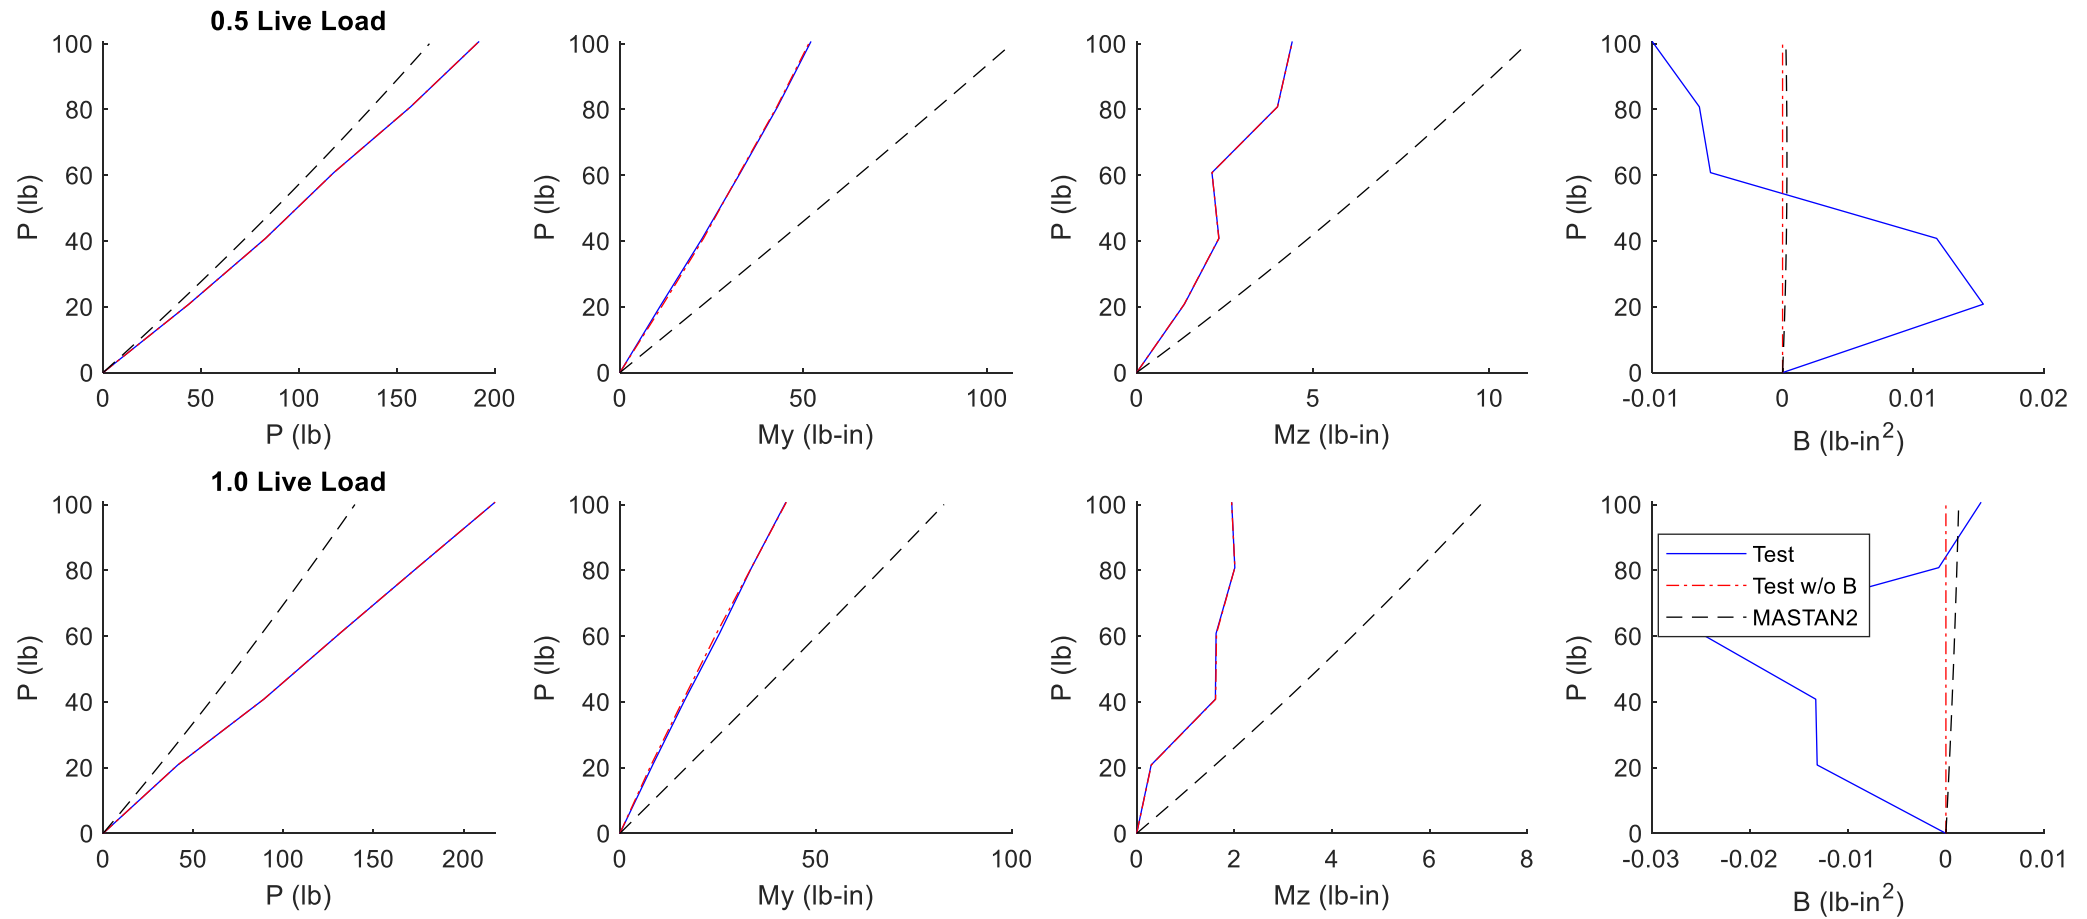 0.5 Live Load
100
80
60
40
20
0
P (lb)
0 50 100 150 200
P (lb)
100
80
60
40
20
0
P (lb)
0 50 100
My (lb-in)
100
80
60
40
20
0
P (lb)
0 5 10
Mz (lb-in)
100
80
60
40
20
0
P (lb)
-0.01 0 0.01 0.02
B (lb-in²)
1.0 Live Load
100
80
60
40
20
0
P (lb)
0 50 100 150 200
P (lb)
100
80
60
40
20
0
P (lb)
0 50 100
My (lb-in)
100
80
60
40
20
0
P (lb)
0 2 4 6 8
Mz (lb-in)
100
80
60
40
20
0
P (lb)
Test
Test w/o B
MASTAN2
-0.03 -0.02 -0.01 0 0.01
B (lb-in²)